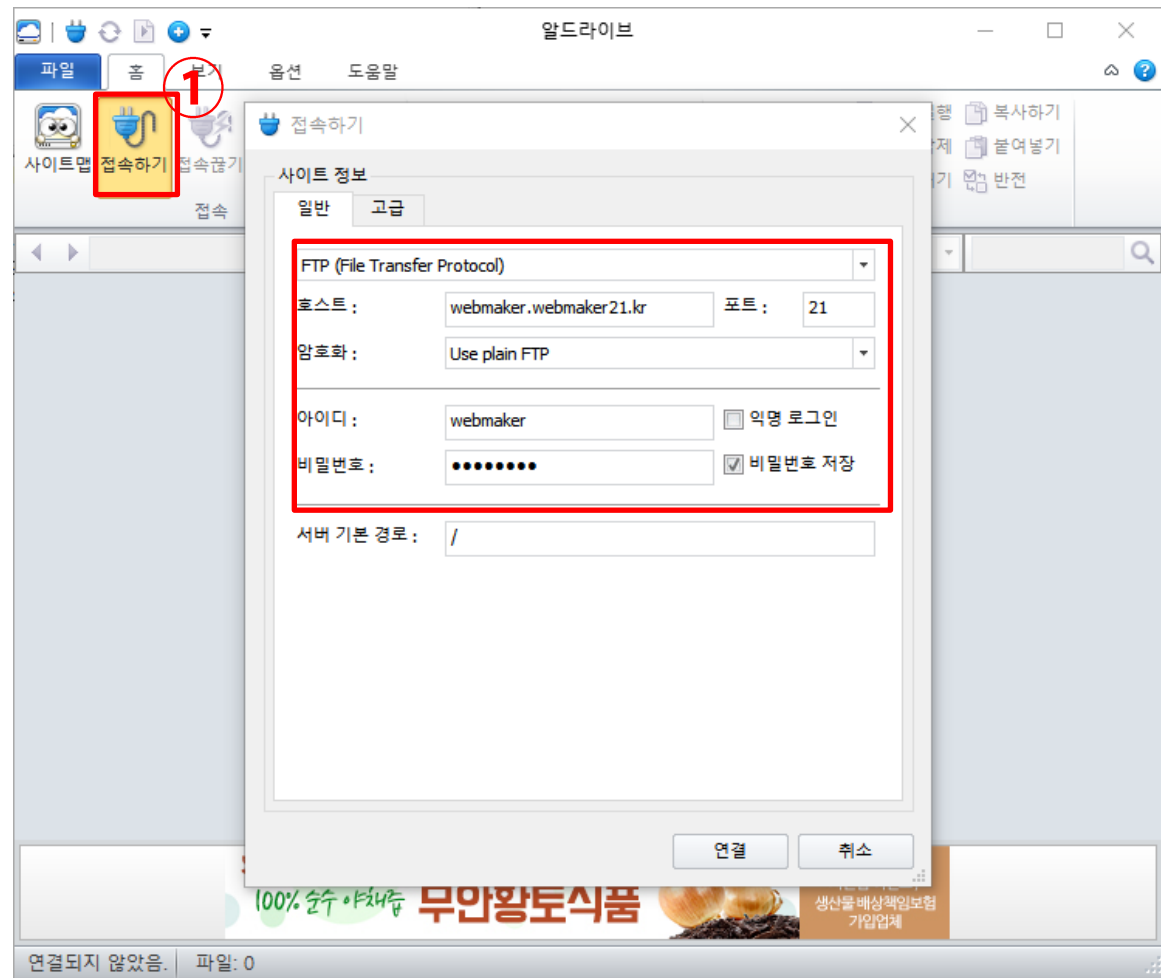 알드라이브
파일 홈 보기 옵션 도움말
①
사이트맵 접속하기 접속끊기
접속
행 복사하기
제 붙여넣기
기 반전
접속하기
사이트 정보
일반 고급
FTP (File Transfer Protocol)
호스트 : webmaker.webmaker21.kr 포트 : 21
암호화 : Use plain FTP
아이디 : webmaker 익명 로그인
비밀번호 : •••••••• 비밀번호 저장
서버 기본 경로 : /
연결 취소
100% 순수 야채즙 무안황토식품
생산물배상책임보험
가입업체
연결되지 않았음. 파일: 0